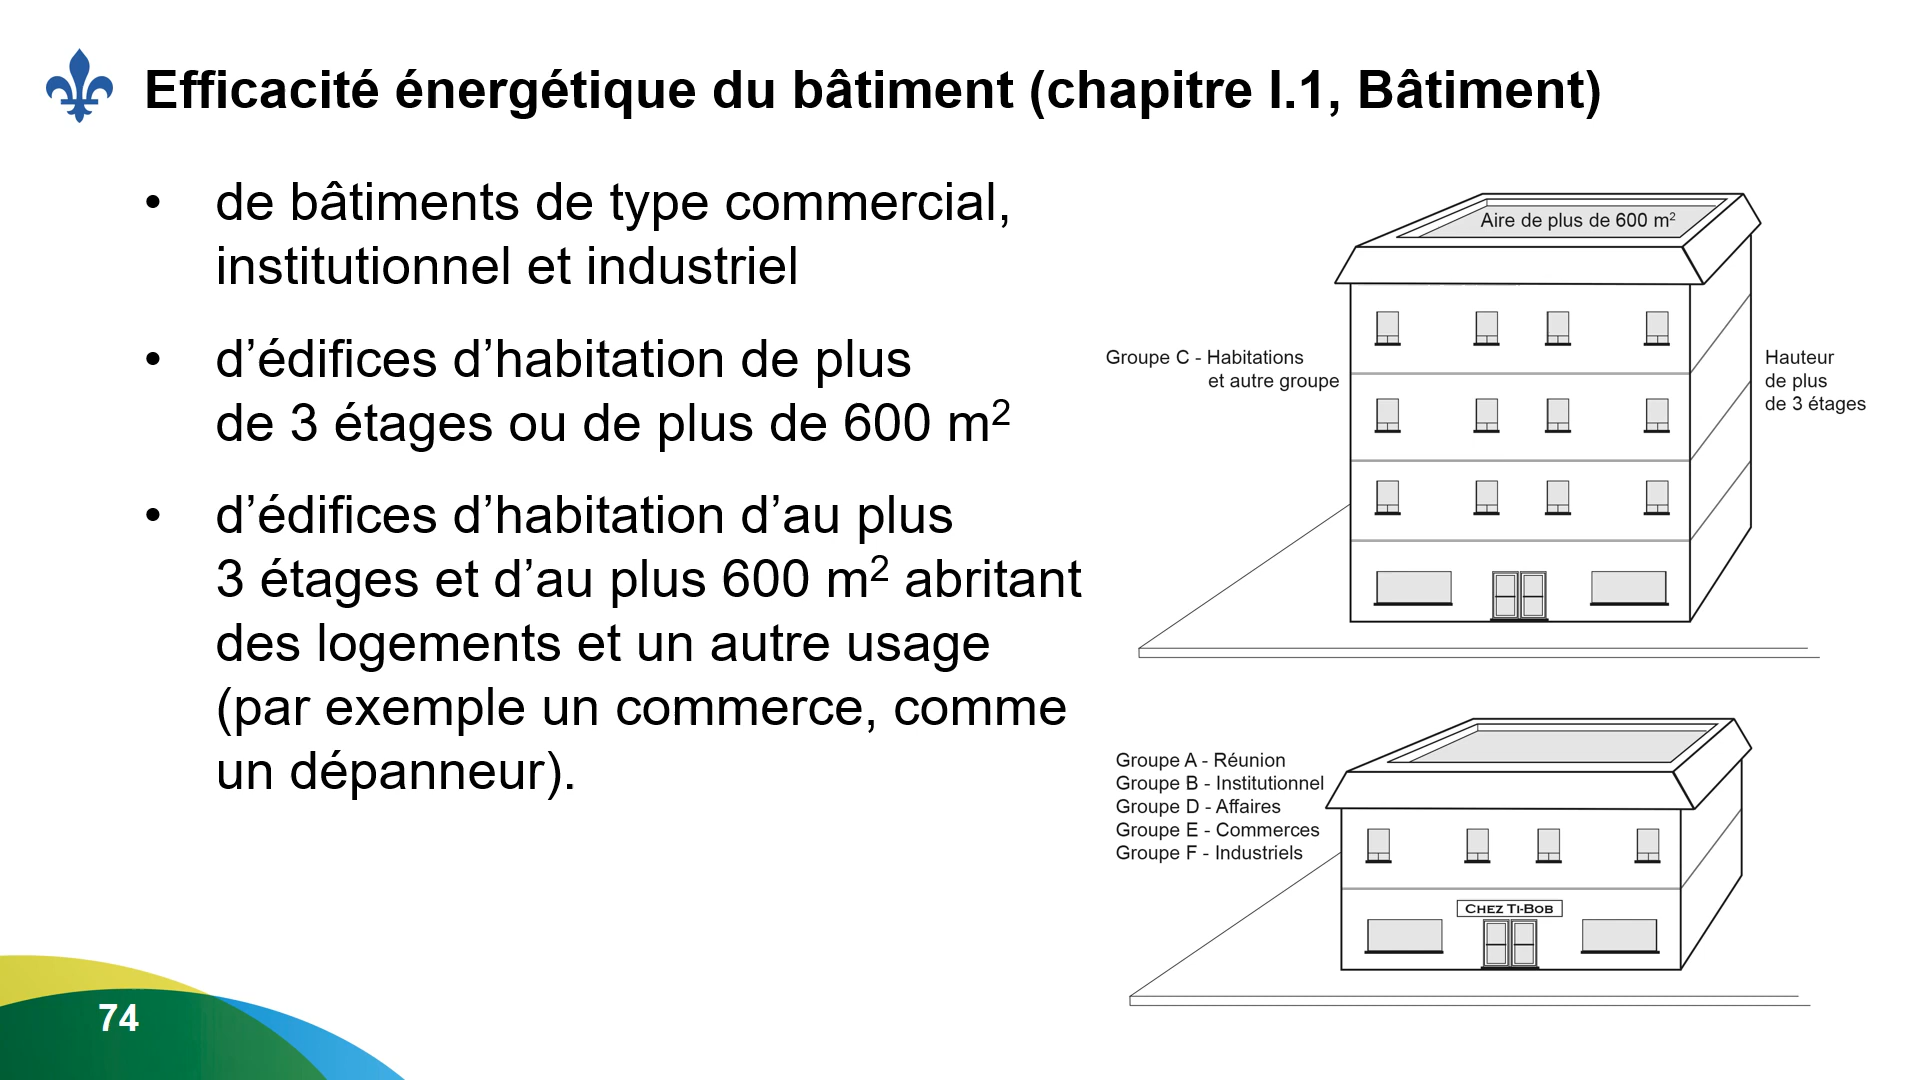 Efficacité énergétique du bâtiment (chapitre I.1, Bâtiment)
• de bâtiments de type commercial,
institutionnel et industriel
• d’édifices d’habitation de plus
de 3 étages ou de plus de 600 m²
• d’édifices d’habitation d’au plus
3 étages et d’au plus 600 m² abritant
des logements et un autre usage
(par exemple un commerce, comme
un dépanneur).
Aire de plus de 600 m²
Groupe C - Habitations
et autre groupe
Hauteur
de plus
de 3 étages
Groupe A - Réunion
Groupe B - Institutionnel
Groupe D - Affaires
Groupe E - Commerces
Groupe F - Industriels
CHEZ TI-BOB
74